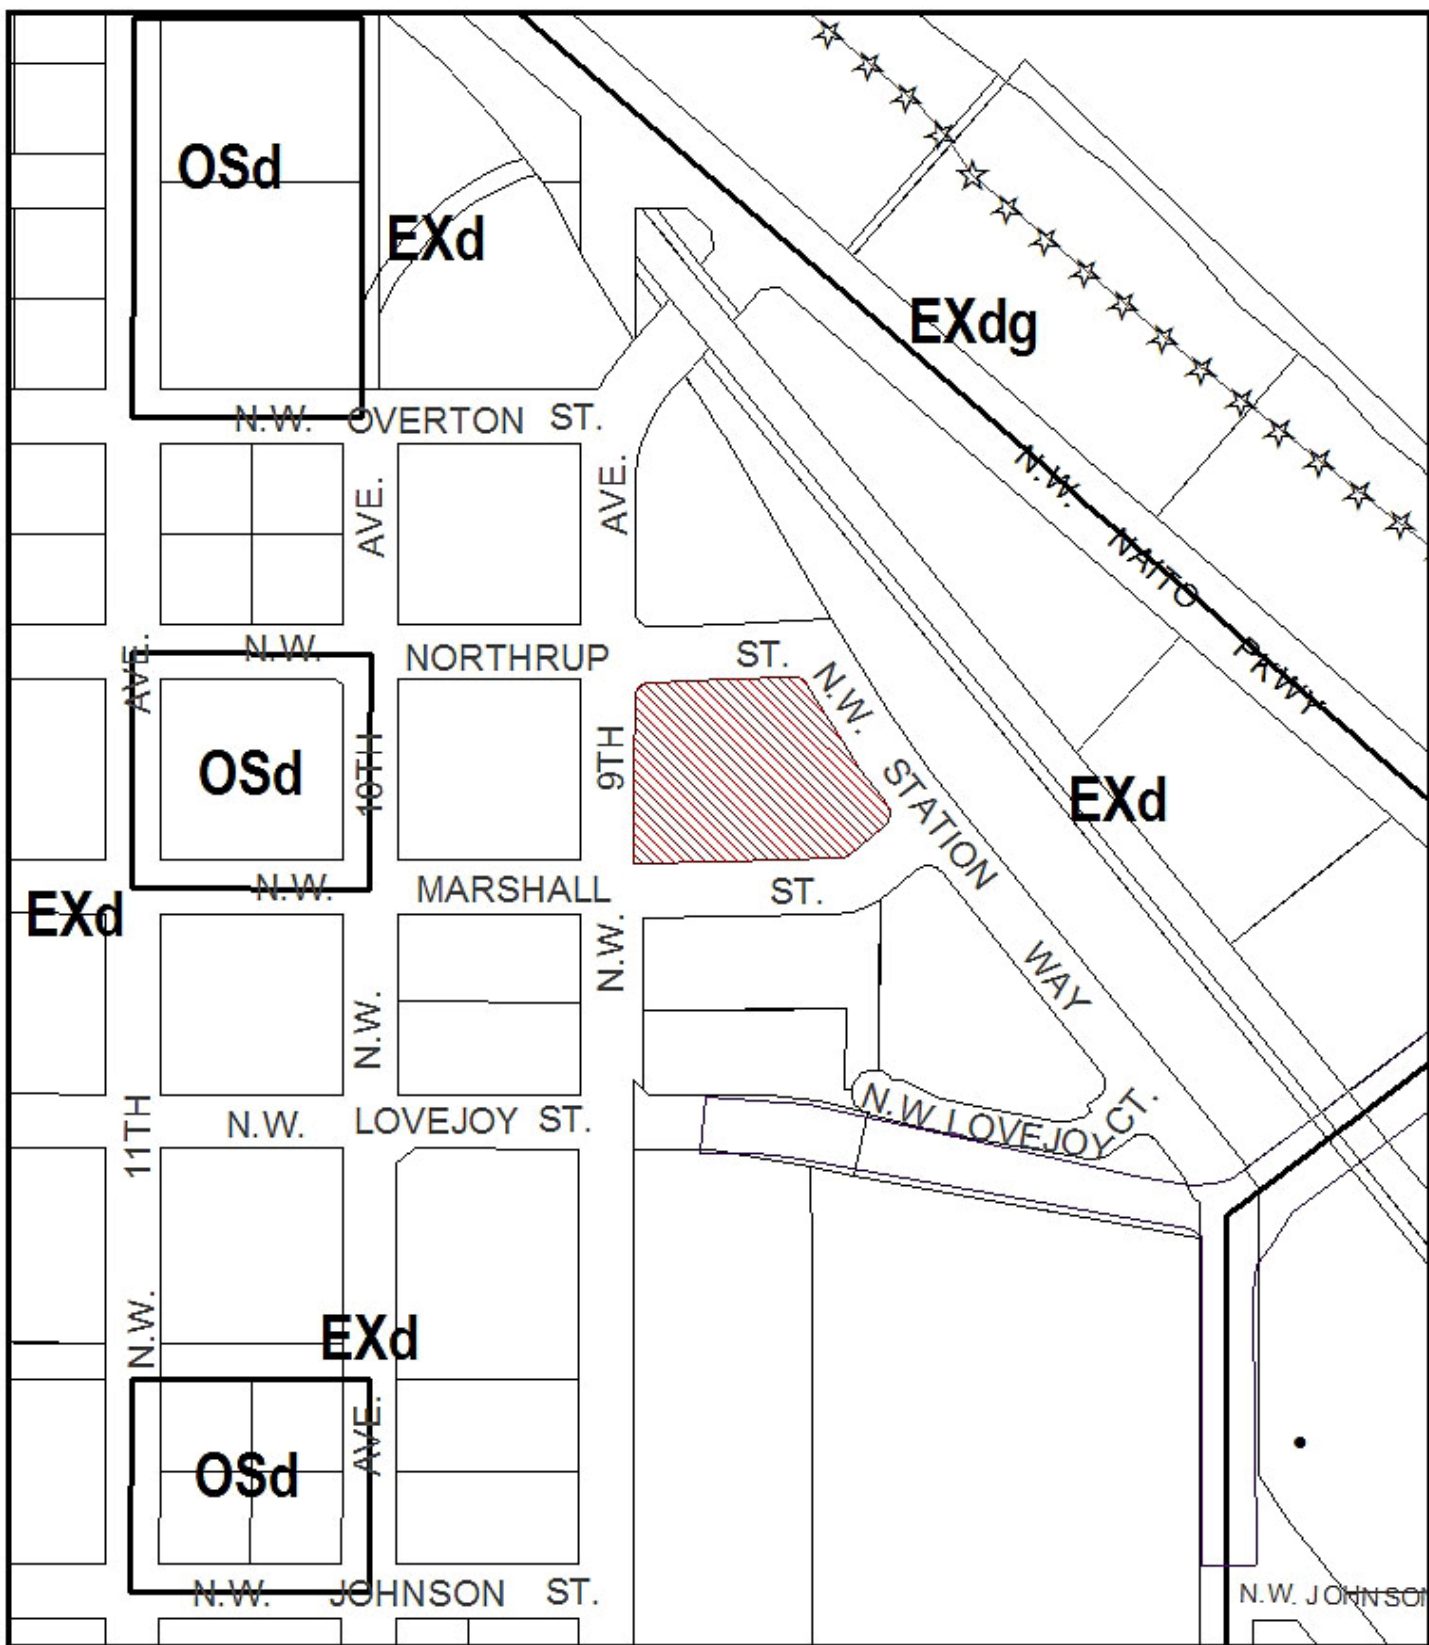 OSd
EXd
EXdg
N.W. OVERTON ST.
AVE.
AVE.
N.W. NAITO PKWY
AVE.
N.W. NORTHRUP ST.
N.W. STATION WAY
OSd
10TH
9TH
EXd
N.W. MARSHALL ST.
EXd
N.W.
N.W.
11TH
N.W. LOVEJOY ST.
N.W. LOVEJOY CT.
N.W.
EXd
AVE.
OSd
N.W. JOHNSON ST.
N.W. JOHNSON